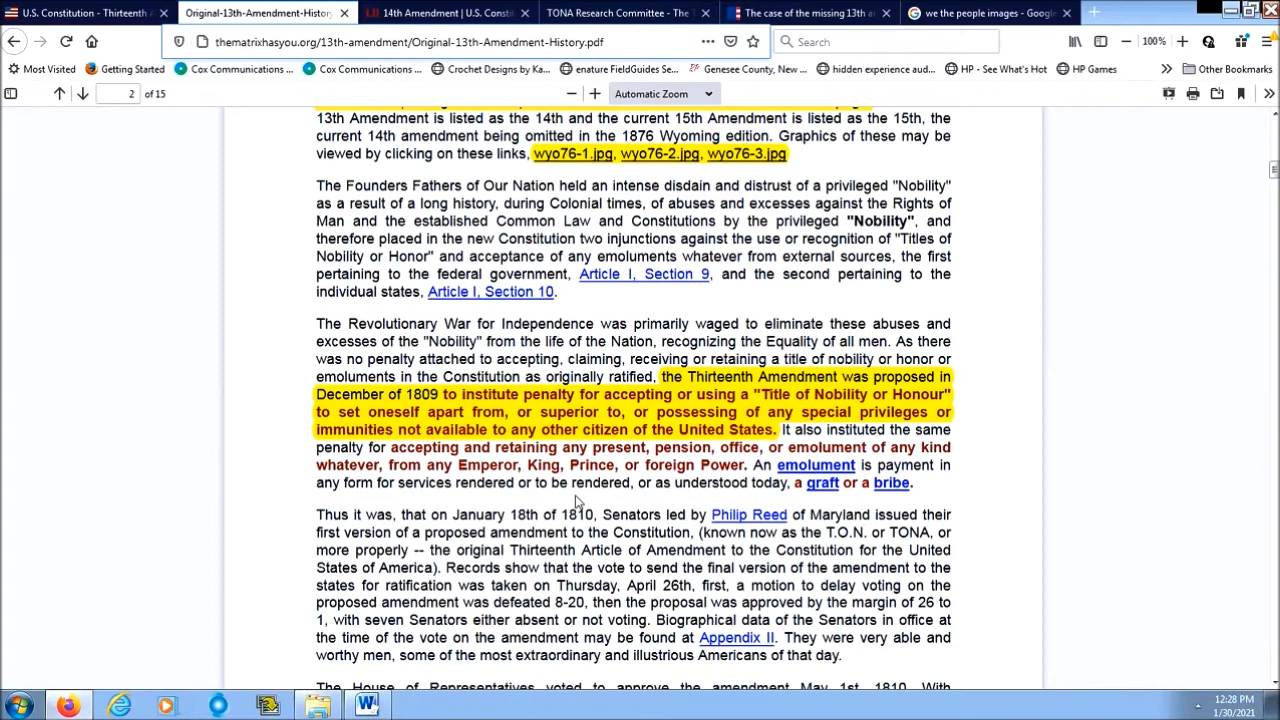 U.S. Constitution - Thirteenth A
Original-13th-Amendment-Histor
14th Amendment | U.S. Consti
TONA Research Committee - The T
The case of the missing 13th a
we the people images - Google
thematrixhasyou.org/13th-amendment/Original-13th-Amendment-History.pdf
Search
100%
Most Visited
Getting Started
Cox Communications ...
Cox Communications ...
Crochet Designs by Ka...
enature FieldGuides Se...
Genesee County, New ...
hidden experience aud...
HP - See What's Hot
HP Games
Other Bookmarks
2 of 15
Automatic Zoom
13th Amendment is listed as the 14th and the current 15th Amendment is listed as the 15th, the
current 14th amendment being omitted in the 1876 Wyoming edition. Graphics of these may be
viewed by clicking on these links, wyo76-1.jpg, wyo76-2.jpg, wyo76-3.jpg
The Founders Fathers of Our Nation held an intense disdain and distrust of a privileged "Nobility"
as a result of a long history, during Colonial times, of abuses and excesses against the Rights of
Man and the established Common Law and Constitutions by the privileged "Nobility", and
therefore placed in the new Constitution two injunctions against the use or recognition of "Titles of
Nobility or Honor" and acceptance of any emoluments whatever from external sources, the first
pertaining to the federal government, Article I, Section 9, and the second pertaining to the
individual states, Article I, Section 10.
The Revolutionary War for Independence was primarily waged to eliminate these abuses and
excesses of the "Nobility" from the life of the Nation, recognizing the Equality of all men. As there
was no penalty attached to accepting, claiming, receiving or retaining a title of nobility or honor or
emoluments in the Constitution as originally ratified, the Thirteenth Amendment was proposed in
December of 1809 to institute penalty for accepting or using a "Title of Nobility or Honour"
to set oneself apart from, or superior to, or possessing of any special privileges or
immunities not available to any other citizen of the United States. It also instituted the same
penalty for accepting and retaining any present, pension, office, or emolument of any kind
whatever, from any Emperor, King, Prince, or foreign Power. An emolument is payment in
any form for services rendered or to be rendered, or as understood today, a graft or a bribe.
Thus it was, that on January 18th of 1810, Senators led by Philip Reed of Maryland issued their
first version of a proposed amendment to the Constitution, (known now as the T.O.N. or TONA, or
more properly -- the original Thirteenth Article of Amendment to the Constitution for the United
States of America). Records show that the vote to send the final version of the amendment to the
states for ratification was taken on Thursday, April 26th, first, a motion to delay voting on the
proposed amendment was defeated 8-20, then the proposal was approved by the margin of 26 to
1, with seven Senators either absent or not voting. Biographical data of the Senators in office at
the time of the vote on the amendment may be found at Appendix II. They were very able and
worthy men, some of the most extraordinary and illustrious Americans of that day.
The House of Representatives voted to approve the amendment May 1st, 1810. With
12:28 PM
1/30/2021